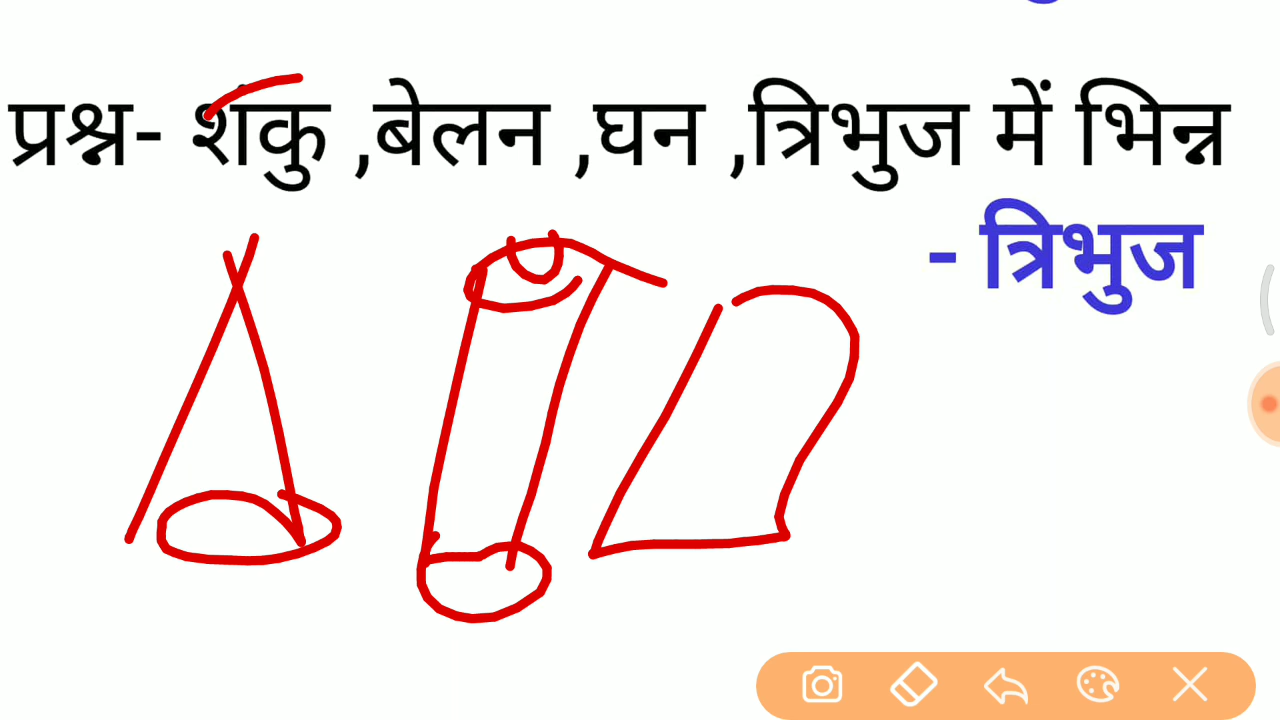 प्रश्न- शंकु ,बेलन ,घन ,त्रिभुज में भिन्न
- त्रिभुज